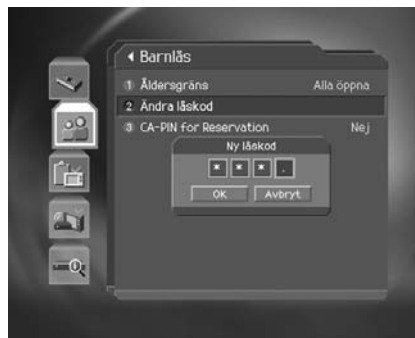 Barnlås
1 Åldersgräns Alla öppna
2 Ändra låskod
3 CA-PIN for Reservation Nej
Ny låskod
* * * .
OK Avbryt